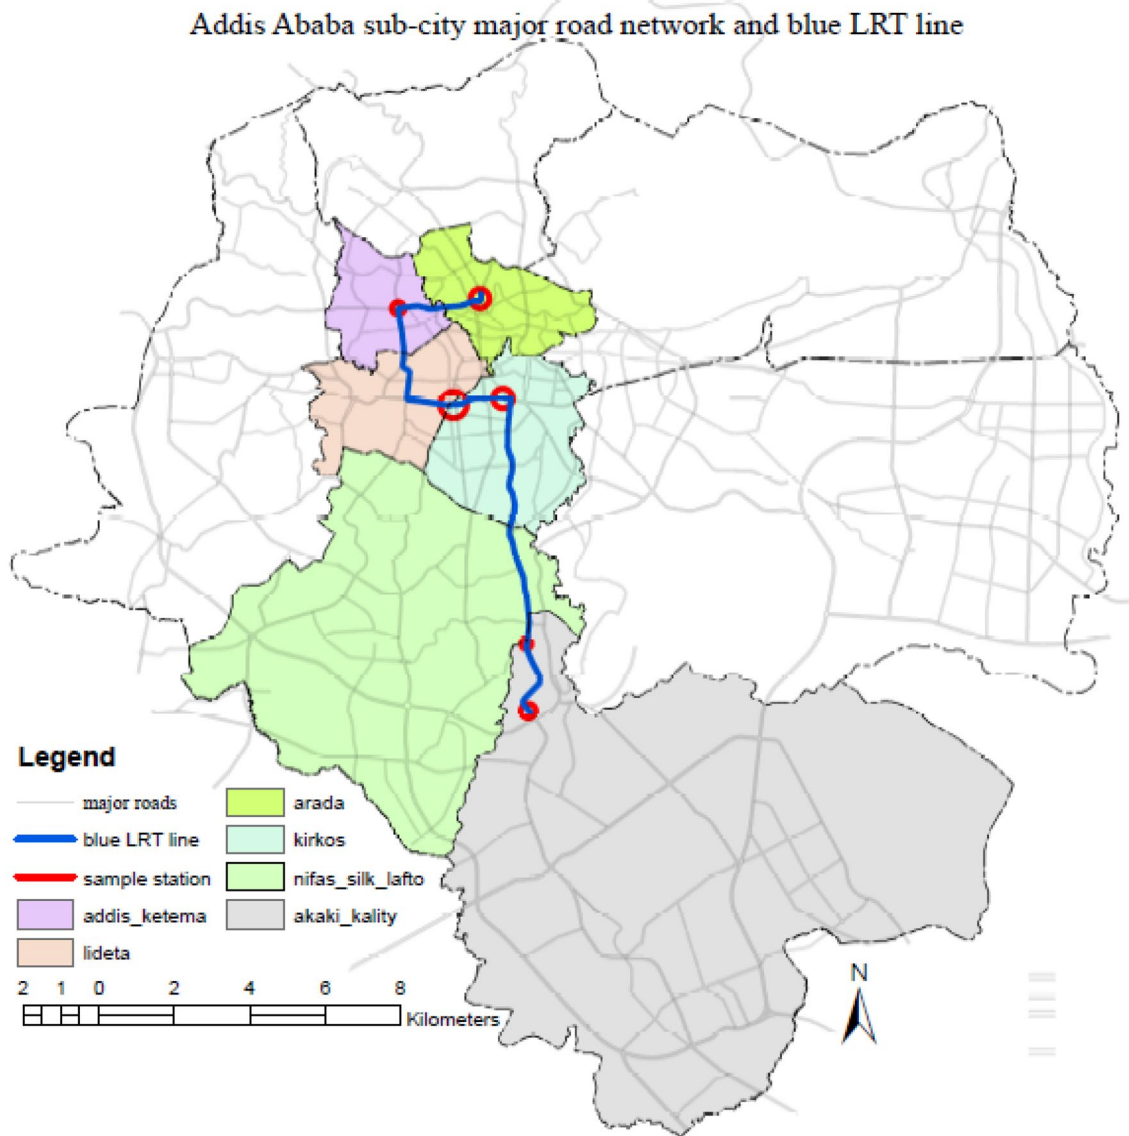 Addis Ababa sub-city major road network and blue LRT line
Legend
major roads
blue LRT line
sample station
addis_ketema
lideta
arada
kirkos
nifas_silk_lafto
akaki_kality
2 1 0 2 4 6 8
Kilometers
N